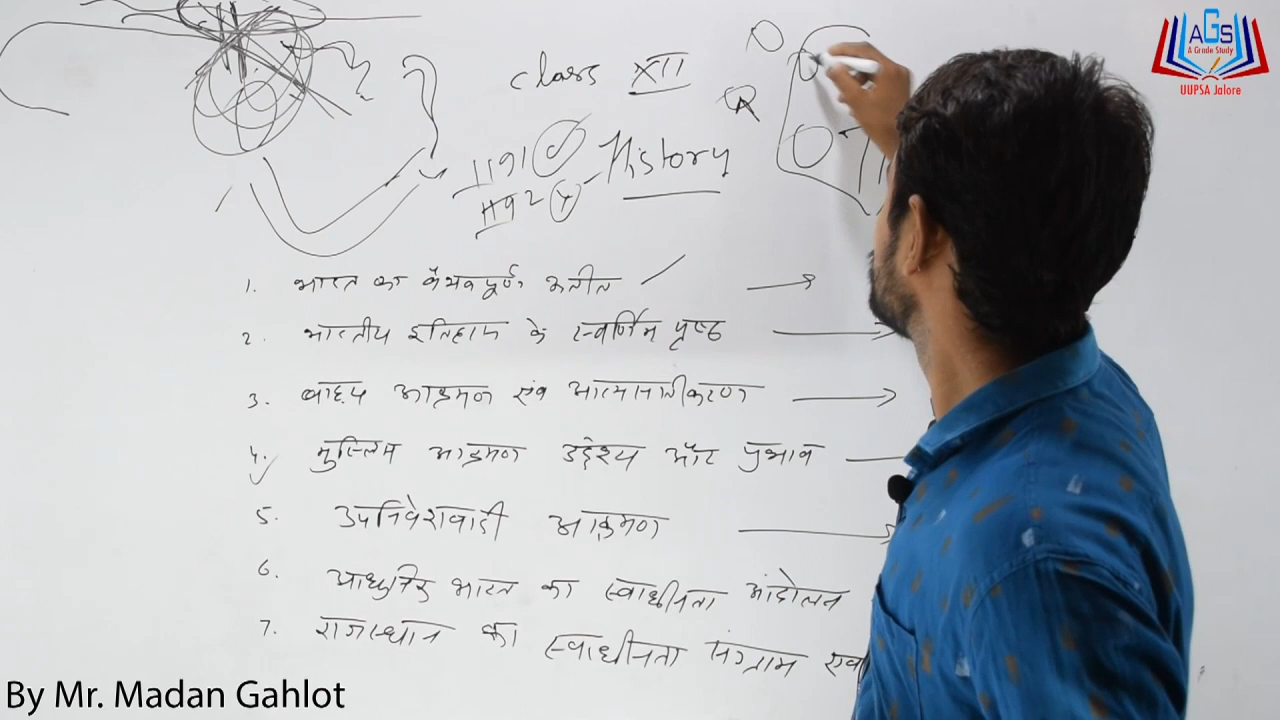 AGS
A Grade Study
UUPSA Jalore
class XII
1191
History
1192
1. भारत का वैभवपूर्ण अतीत
2. भारतीय इतिहास के स्वर्णिम पृष्ठ
3. बाह्य आक्रमण एंव आत्मसातीकरण
4. मुस्लिम आक्रमण उद्देश्य और प्रभाव
5. उपनिवेशवादी आक्रमण
6. आधुनिक भारत का स्वाधीनता आंदोलन
7. राजस्थान का स्वाधीनता संग्राम एव
By Mr. Madan Gahlot